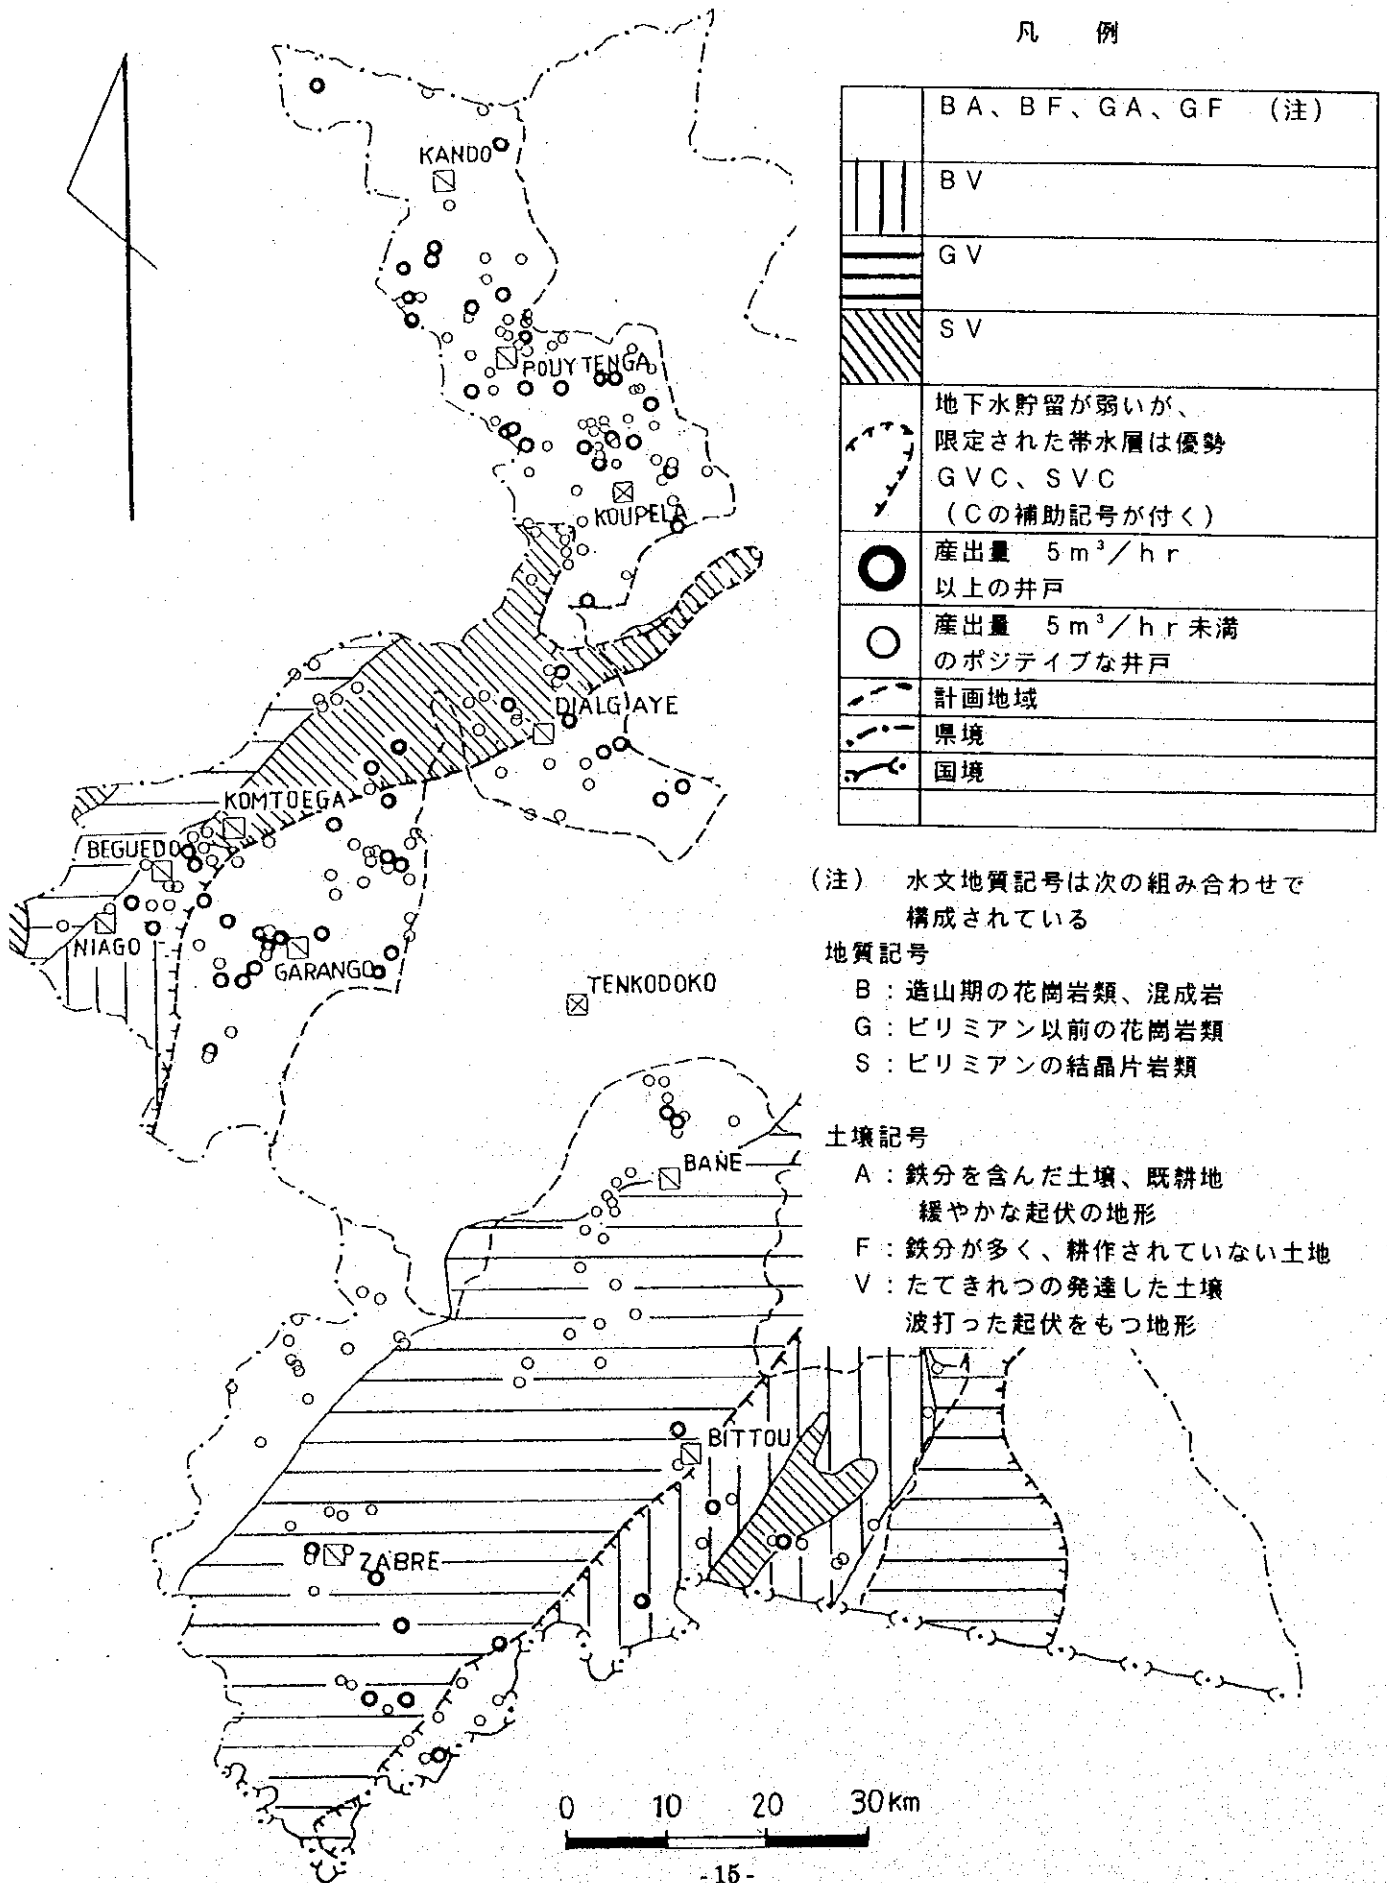 凡 例
BA、BF、GA、GF (注)
BV
GV
SV
地下水貯留が弱いが、
限定された帯水層は優勢
GVC、SVC
(Cの補助記号が付く)
産出量 5m³/hr
以上の井戸
産出量 5m³/hr未満
のポジティブな井戸
計画地域
県境
国境
KANDO
POUYTENGA
KOUPELA
DIALGAYE
KOMTOEGA
BEGUEDO
NIAGO
GARANGO
TENKODOKO
BANE
BITTOU
ZABRE
(注) 水文地質記号は次の組み合わせで
構成されている
地質記号
B:造山期の花崗岩類、混成岩
G:ビリミアン以前の花崗岩類
S:ビリミアンの結晶片岩類
土壌記号
A:鉄分を含んだ土壌、既耕地
緩やかな起伏の地形
F:鉄分が多く、耕作されていない土地
V:たてきれつの発達した土壌
波打った起伏をもつ地形
0 10 20 30Km
-15-